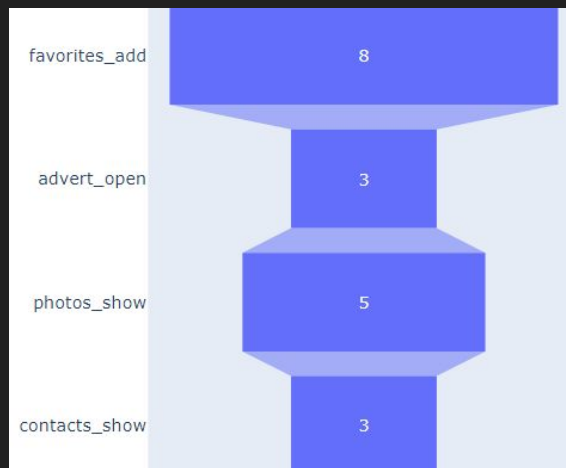 favorites_add 8
advert_open 3
photos_show 5
contacts_show 3